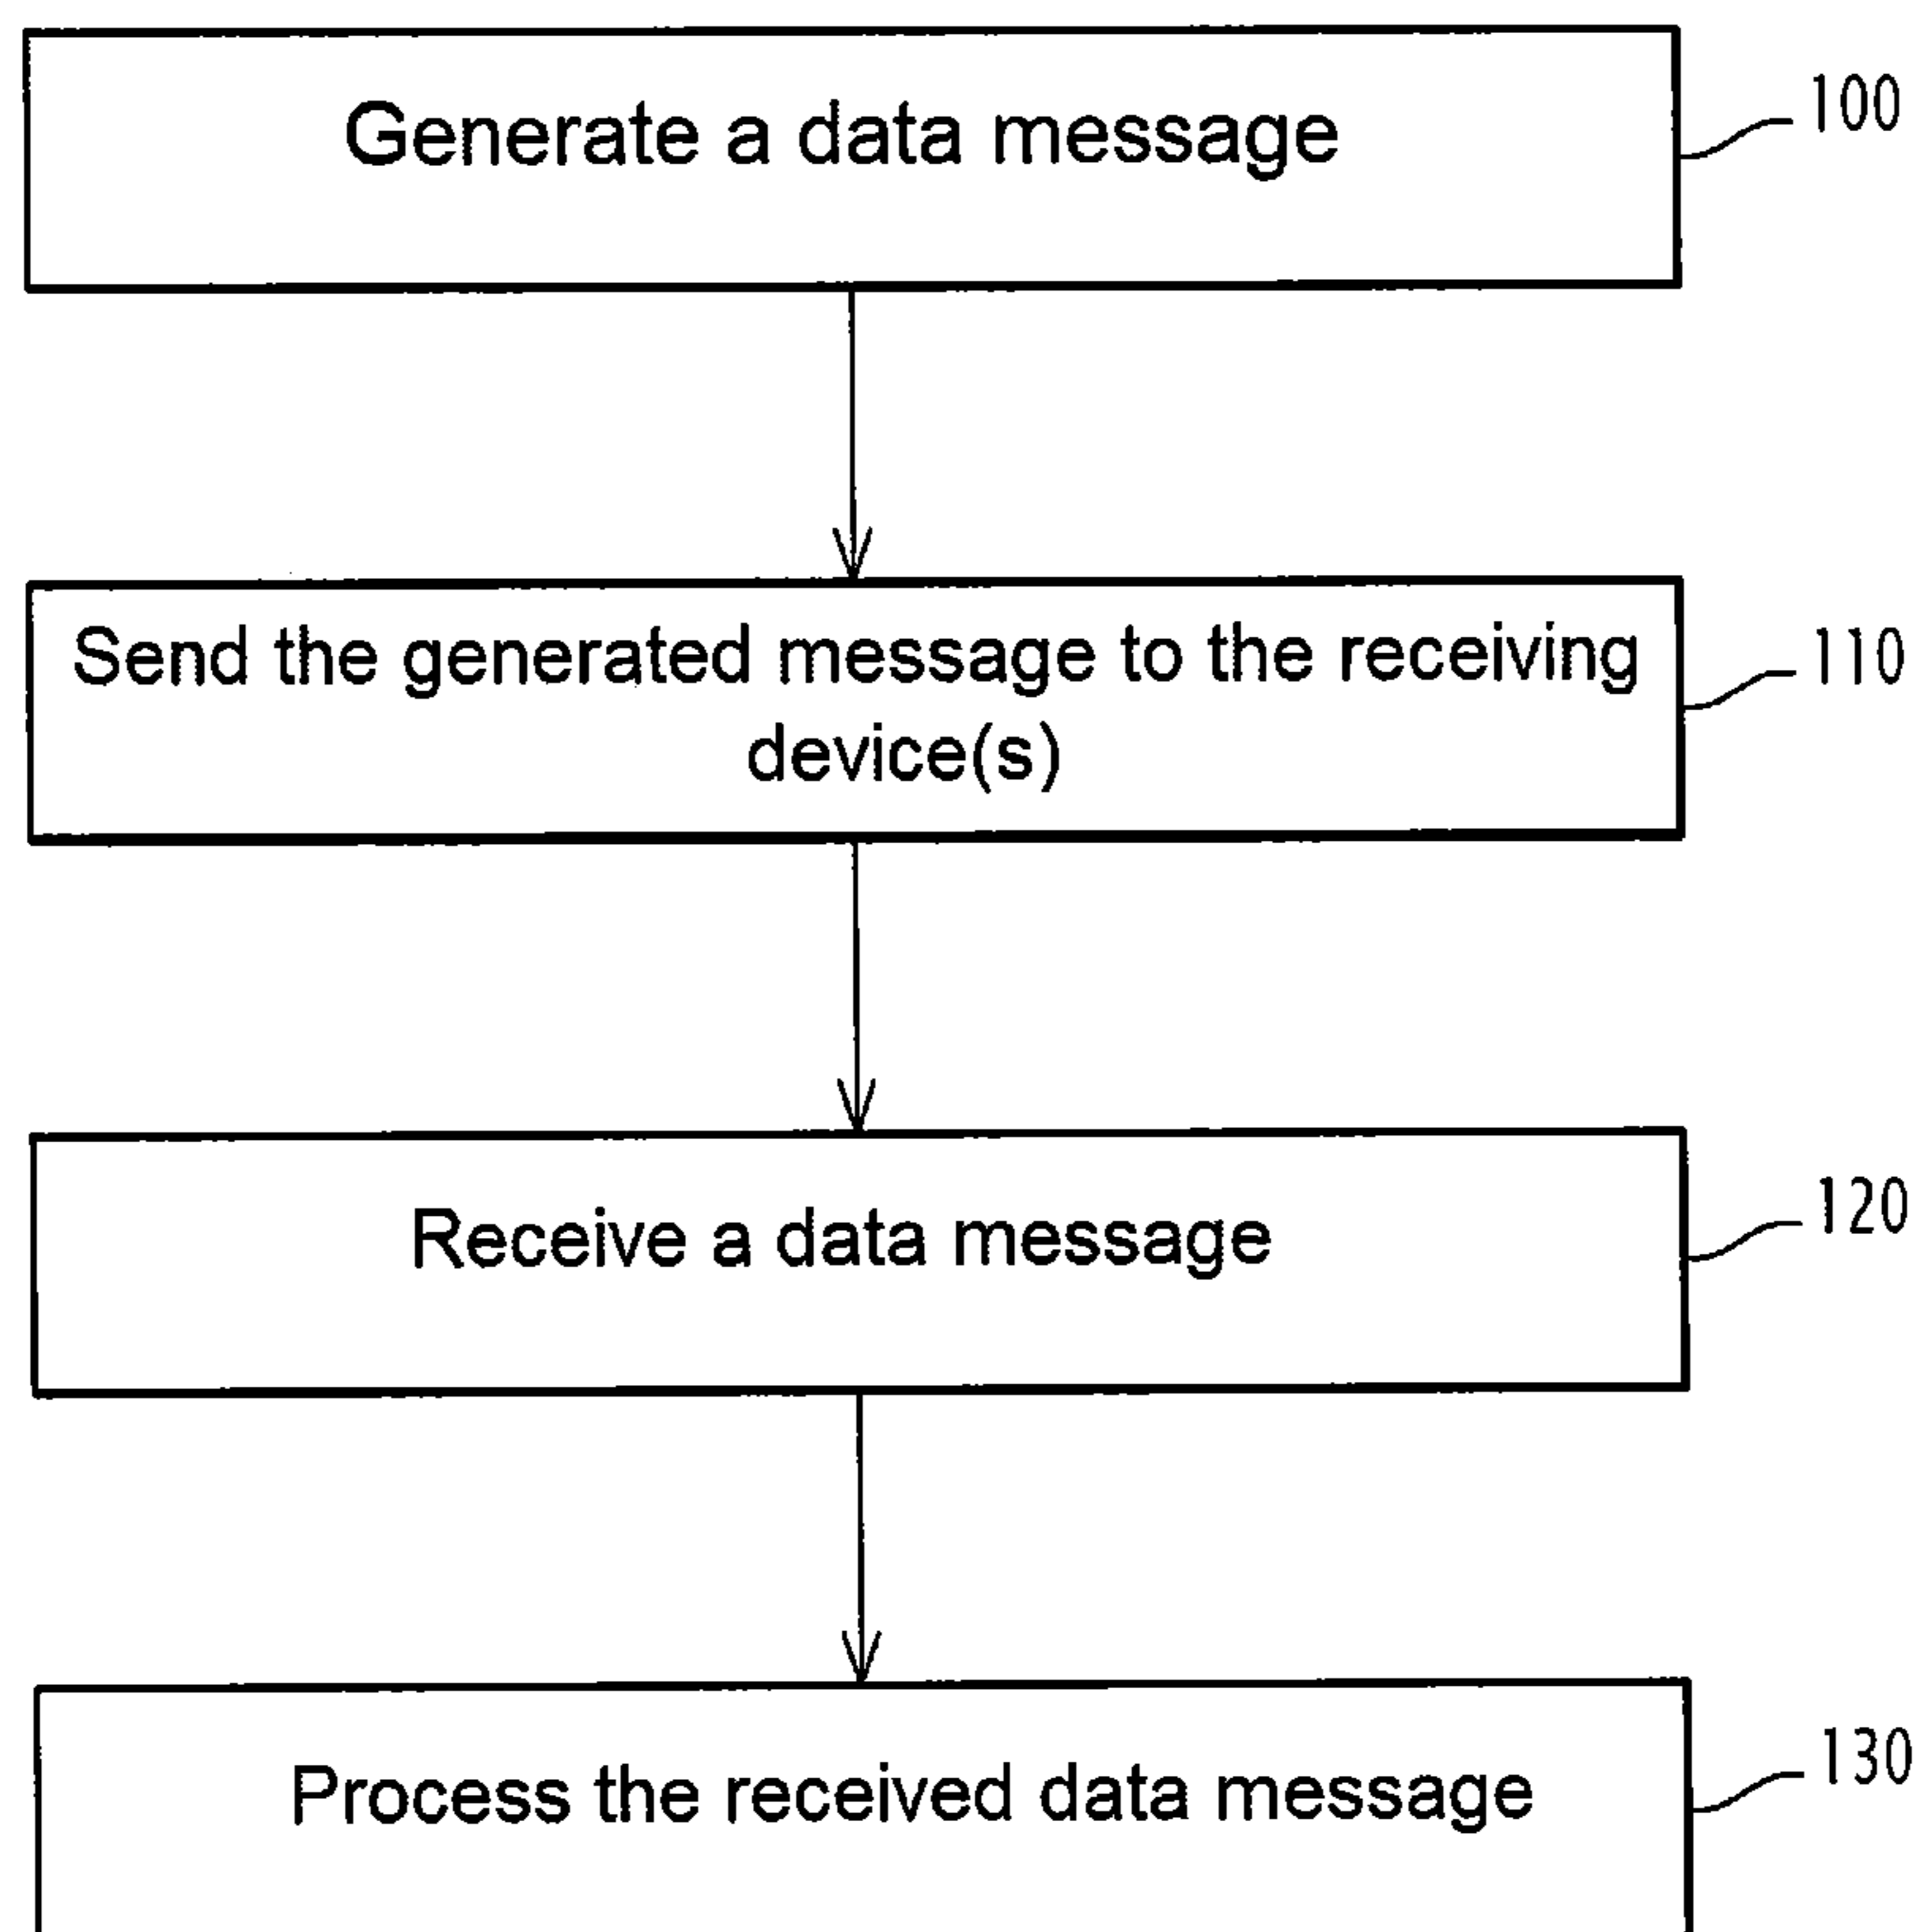 Generate a data message
100
Send the generated message to the receiving
device(s)
110
Receive a data message
120
Process the received data message
130